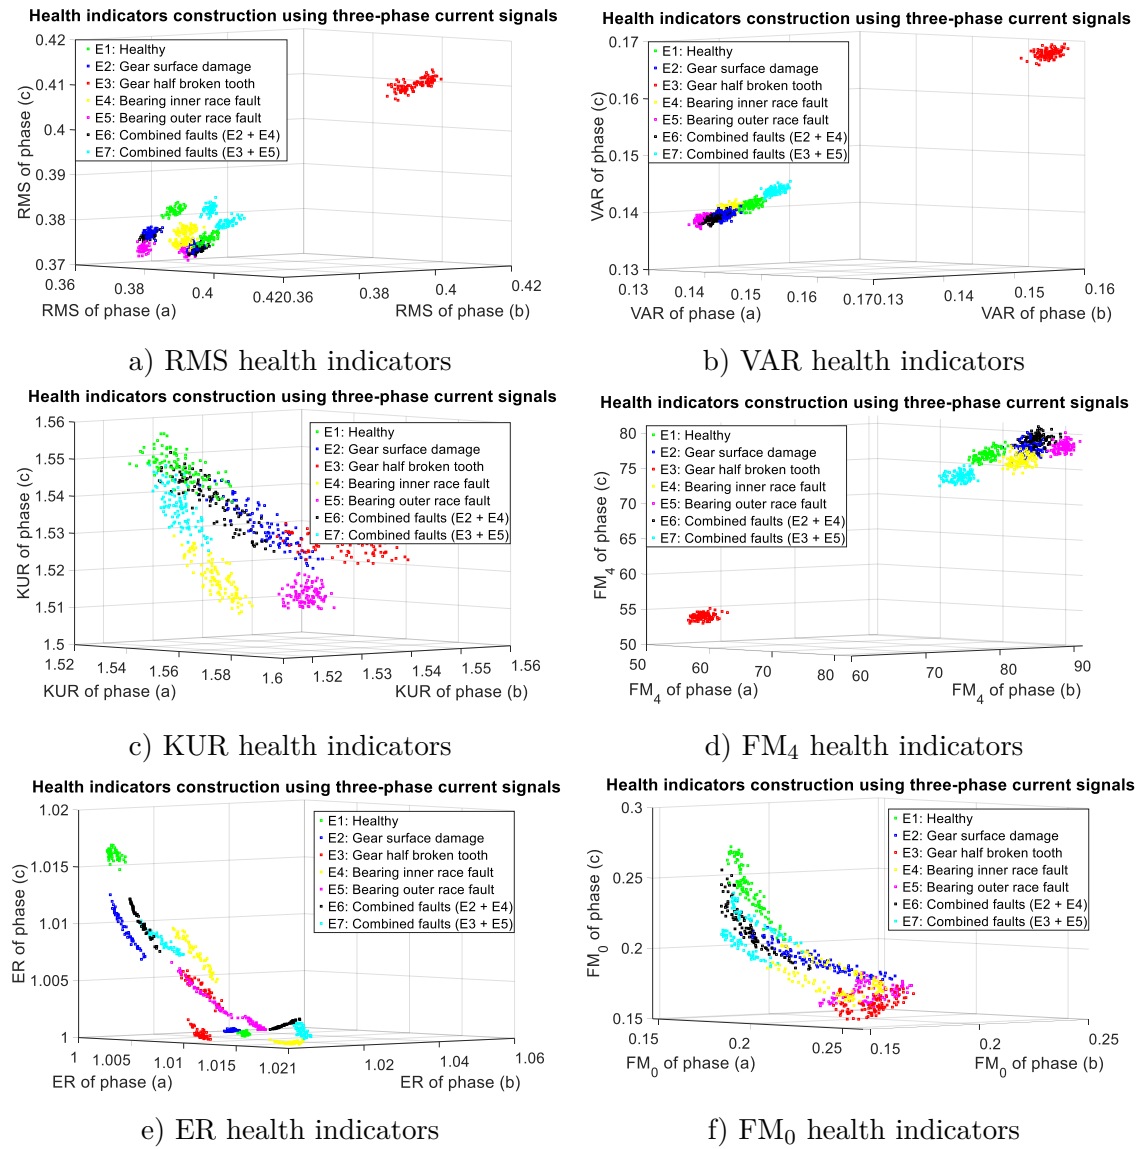 Health indicators construction using three-phase current signals
0.42
0.41
0.4
0.39
0.38
0.37
RMS of phase (c)
E1: Healthy
E2: Gear surface damage
E3: Gear half broken tooth
E4: Bearing inner race fault
E5: Bearing outer race fault
E6: Combined faults (E2 + E4)
E7: Combined faults (E3 + E5)
0.36 0.38 0.4 0.42 0.36 0.38 0.4 0.42
RMS of phase (a) RMS of phase (b)
a) RMS health indicators
Health indicators construction using three-phase current signals
0.17
0.16
0.15
0.14
0.13
VAR of phase (c)
E1: Healthy
E2: Gear surface damage
E3: Gear half broken tooth
E4: Bearing inner race fault
E5: Bearing outer race fault
E6: Combined faults (E2 + E4)
E7: Combined faults (E3 + E5)
0.13 0.14 0.15 0.16 0.17 0.13 0.14 0.15 0.16
VAR of phase (a) VAR of phase (b)
b) VAR health indicators
Health indicators construction using three-phase current signals
1.56
1.55
1.54
1.53
1.52
1.51
1.5
KUR of phase (c)
E1: Healthy
E2: Gear surface damage
E3: Gear half broken tooth
E4: Bearing inner race fault
E5: Bearing outer race fault
E6: Combined faults (E2 + E4)
E7: Combined faults (E3 + E5)
1.52 1.54 1.56 1.58 1.6 1.52 1.53 1.54 1.55 1.56
KUR of phase (a) KUR of phase (b)
c) KUR health indicators
Health indicators construction using three-phase current signals
80
75
70
65
60
55
50
FM4 of phase (c)
E1: Healthy
E2: Gear surface damage
E3: Gear half broken tooth
E4: Bearing inner race fault
E5: Bearing outer race fault
E6: Combined faults (E2 + E4)
E7: Combined faults (E3 + E5)
50 60 70 80 60 70 80 90
FM4 of phase (a) FM4 of phase (b)
d) FM4 health indicators
Health indicators construction using three-phase current signals
1.02
1.015
1.01
1.005
1
ER of phase (c)
E1: Healthy
E2: Gear surface damage
E3: Gear half broken tooth
E4: Bearing inner race fault
E5: Bearing outer race fault
E6: Combined faults (E2 + E4)
E7: Combined faults (E3 + E5)
1 1.005 1.01 1.015 1.021 1.02 1.04 1.06
ER of phase (a) ER of phase (b)
e) ER health indicators
Health indicators construction using three-phase current signals
0.3
0.25
0.2
0.15
FM0 of phase (c)
E1: Healthy
E2: Gear surface damage
E3: Gear half broken tooth
E4: Bearing inner race fault
E5: Bearing outer race fault
E6: Combined faults (E2 + E4)
E7: Combined faults (E3 + E5)
0.15 0.2 0.25 0.15 0.2 0.25
FM0 of phase (a) FM0 of phase (b)
f) FM0 health indicators